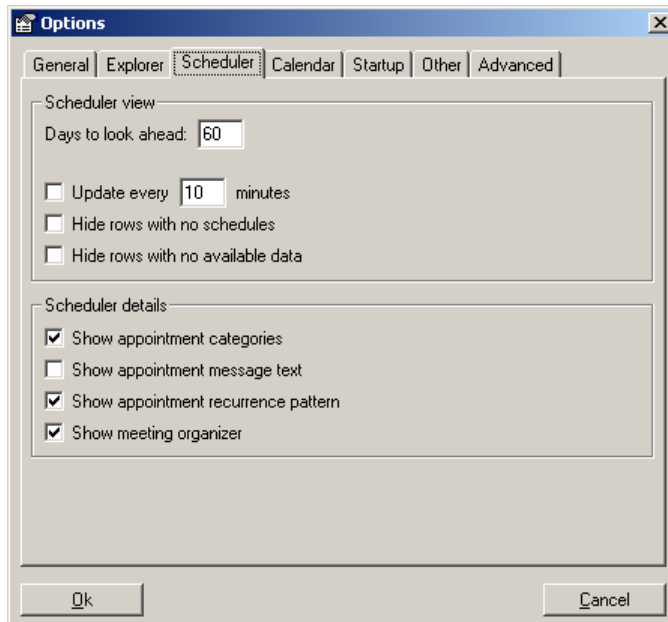 Options
General Explorer Scheduler Calendar Startup Other Advanced
Scheduler view
Days to look ahead: 60
Update every 10 minutes
Hide rows with no schedules
Hide rows with no available data
Scheduler details
Show appointment categories
Show appointment message text
Show appointment recurrence pattern
Show meeting organizer
Ok Cancel